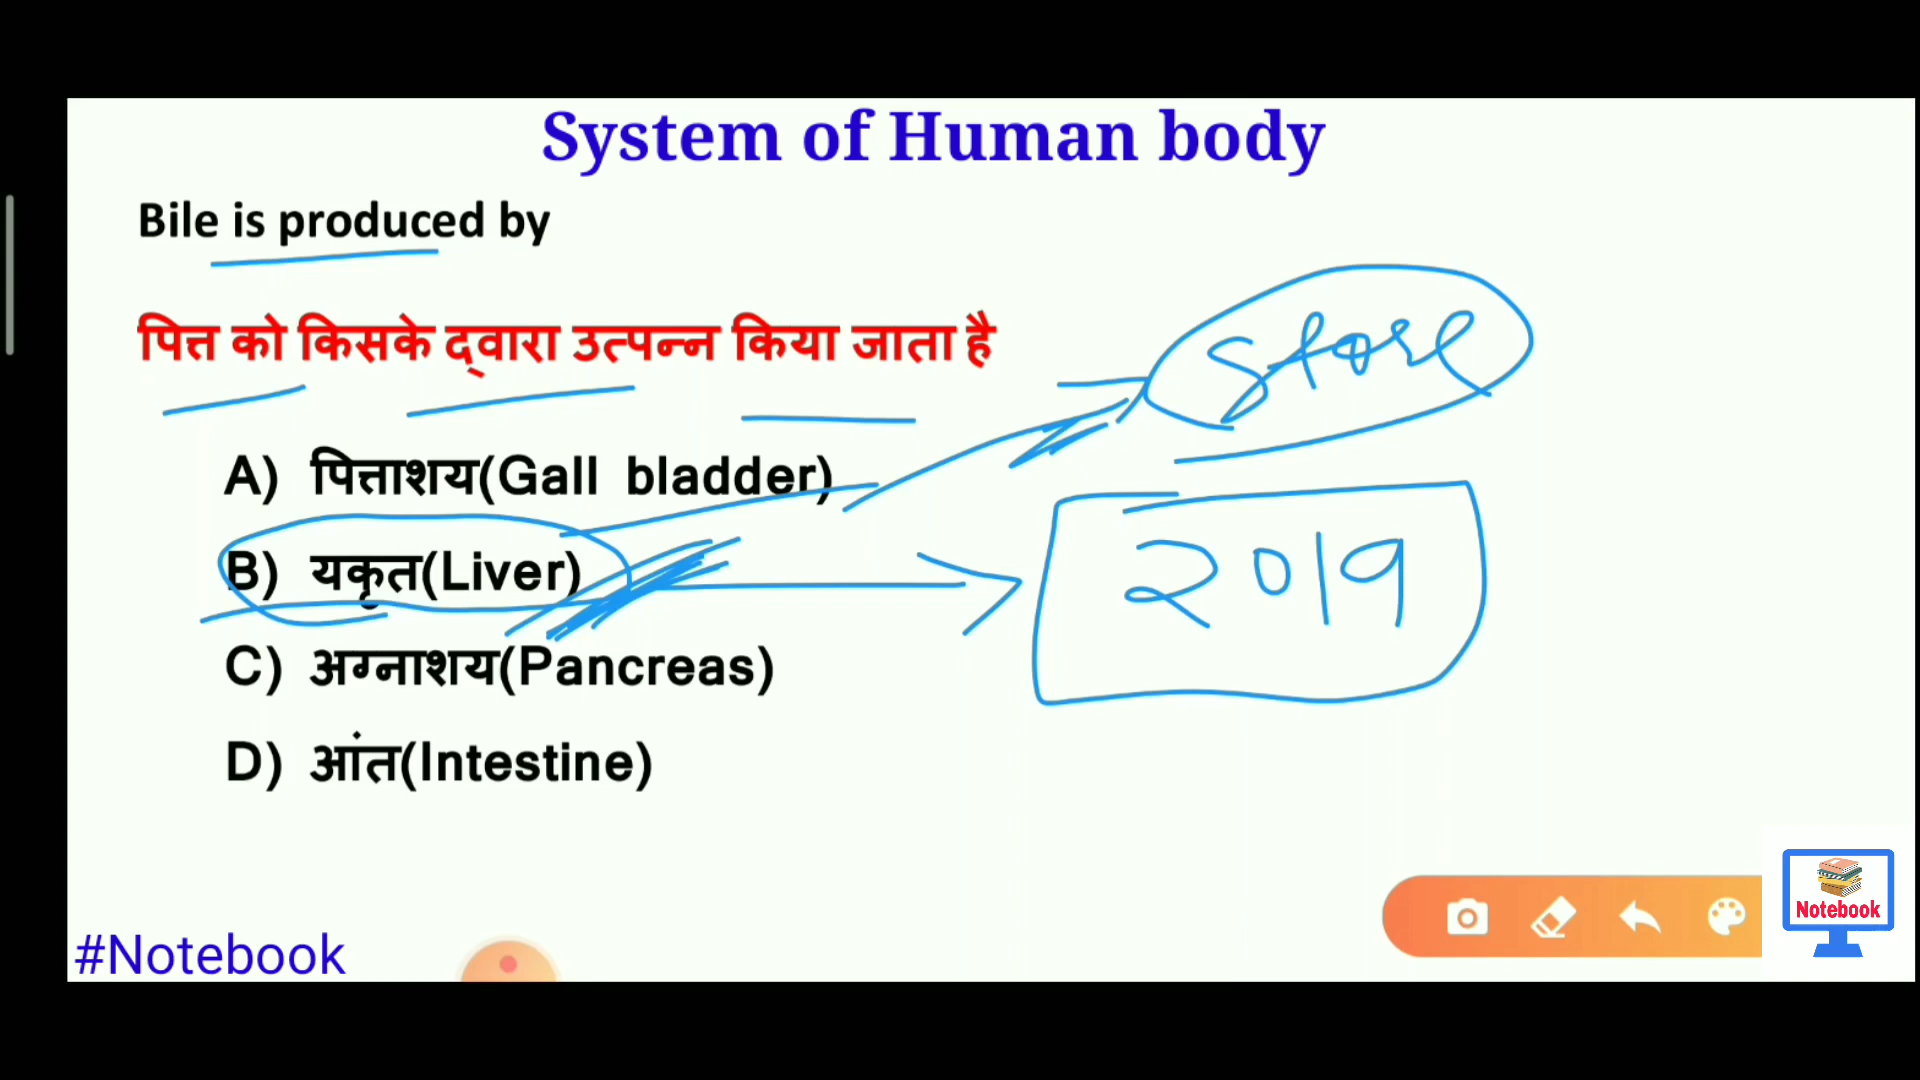 System of Human body
Bile is produced by
पित्त को किसके द्वारा उत्पन्न किया जाता है
Store
A) पित्ताशय(Gall bladder)
B) यकृत(Liver)
2019
C) अग्नाशय(Pancreas)
D) आंत(Intestine)
Notebook
#Notebook